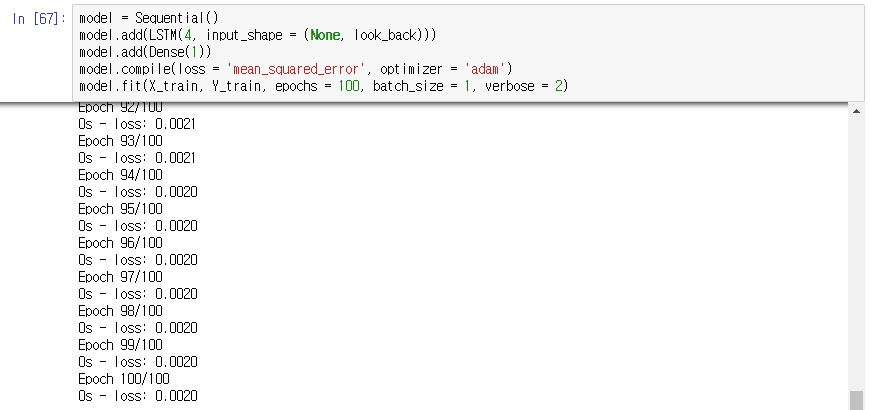 In [67]:
model = Sequential()
model.add(LSTM(4, input_shape = (None, look_back)))
model.add(Dense(1))
model.compile(loss = 'mean_squared_error', optimizer = 'adam')
model.fit(X_train, Y_train, epochs = 100, batch_size = 1, verbose = 2)
Epoch 92/100
0s - loss: 0.0021
Epoch 93/100
0s - loss: 0.0021
Epoch 94/100
0s - loss: 0.0020
Epoch 95/100
0s - loss: 0.0020
Epoch 96/100
0s - loss: 0.0020
Epoch 97/100
0s - loss: 0.0020
Epoch 98/100
0s - loss: 0.0020
Epoch 99/100
0s - loss: 0.0020
Epoch 100/100
0s - loss: 0.0020